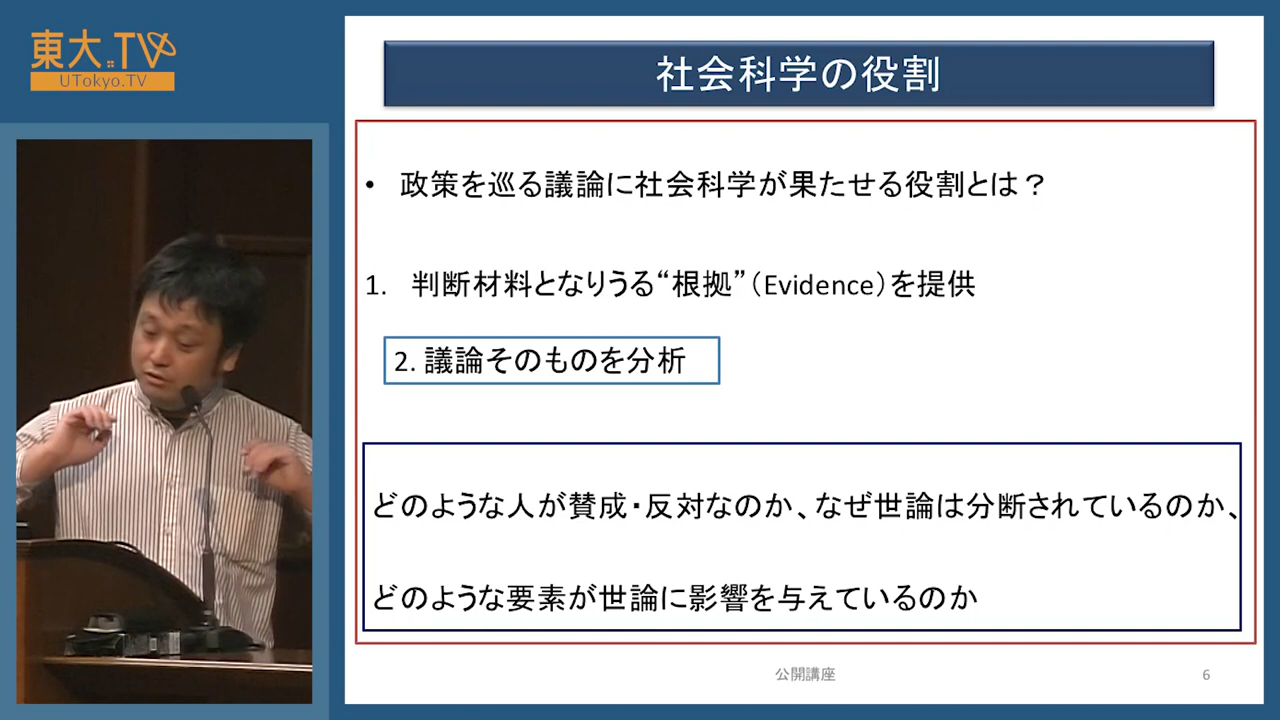 東大.TV
UTokyo.TV
社会科学の役割
• 政策を巡る議論に社会科学が果たせる役割とは？
1. 判断材料となりうる“根拠”（Evidence）を提供
2. 議論そのものを分析
どのような人が賛成・反対なのか、なぜ世論は分断されているのか、
どのような要素が世論に影響を与えているのか
公開講座
6